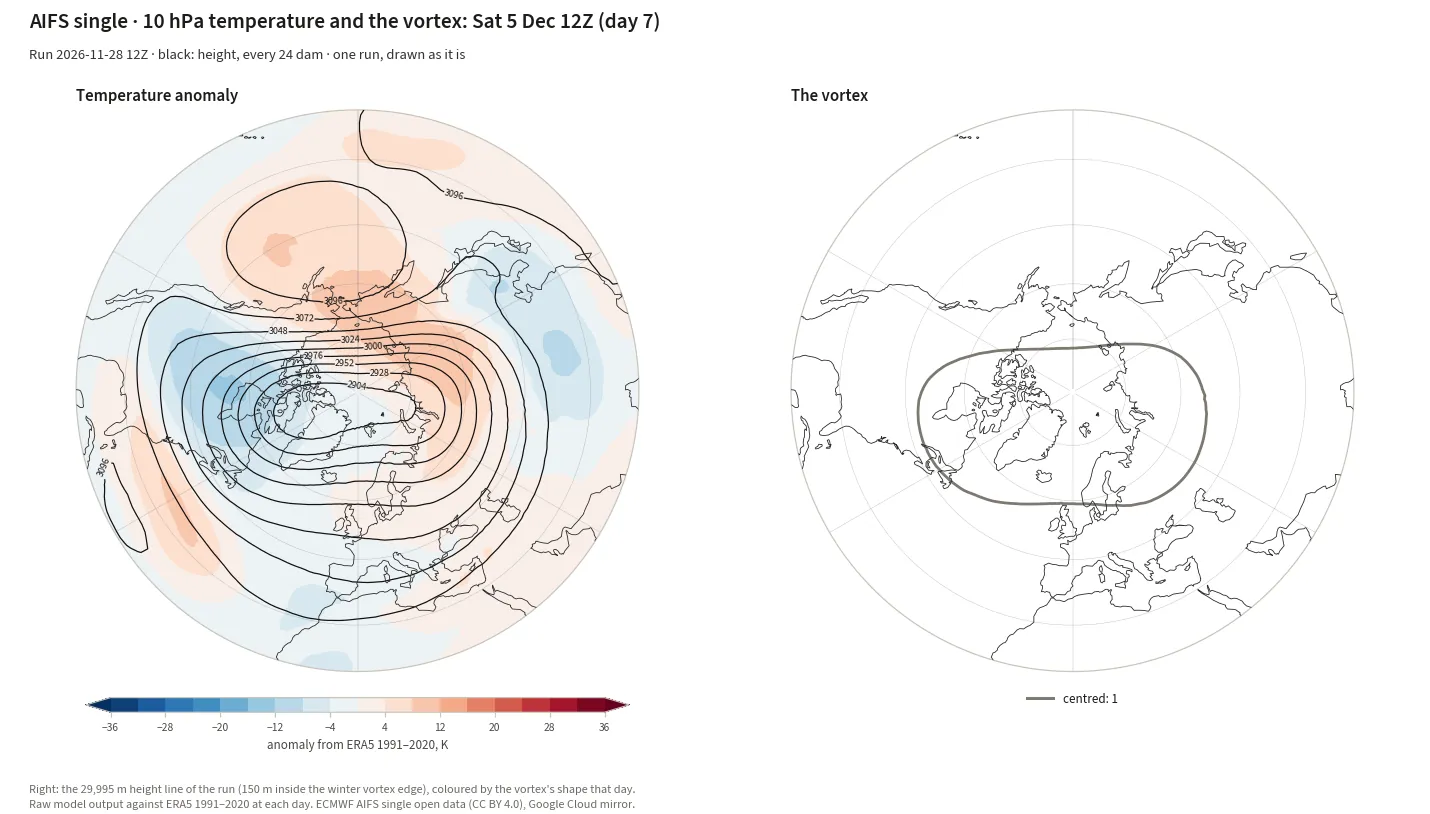 AIFS single · 10 hPa temperature and the vortex: Sat 5 Dec 12Z (day 7)
Run 2026-11-28 12Z · black: height, every 24 dam · one run, drawn as it is
Temperature anomaly
The vortex
3096
3096
3072
3048
3024
3000
2976
2952
2928
2904
3096
centred: 1
−36 −28 −20 −12 −4 4 12 20 28 36
anomaly from ERA5 1991–2020, K
Right: the 29,995 m height line of the run (150 m inside the winter vortex edge), coloured by the vortex's shape that day.
Raw model output against ERA5 1991–2020 at each day. ECMWF AIFS single open data (CC BY 4.0), Google Cloud mirror.